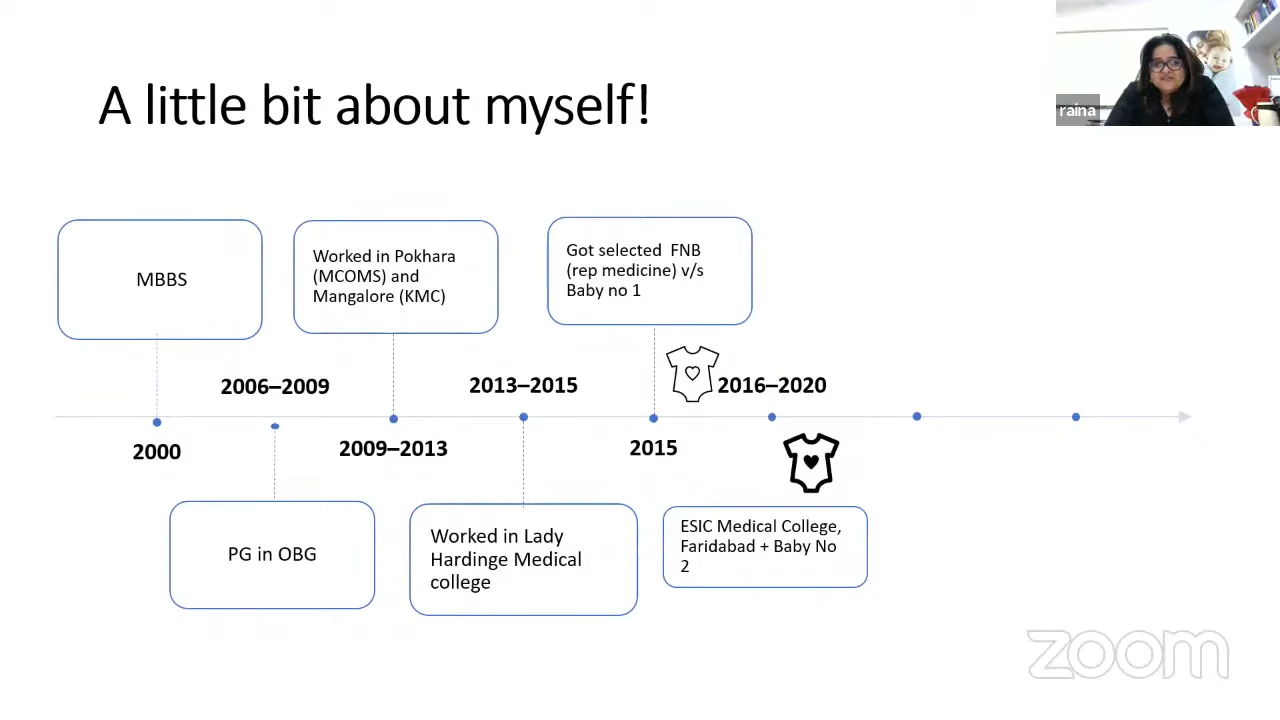 A little bit about myself!
raina
MBBS
Worked in Pokhara
(MCOMS) and
Mangalore (KMC)
Got selected FNB
(rep medicine) v/s
Baby no 1
2006–2009
2013–2015
2016–2020
2000
2009–2013
2015
PG in OBG
Worked in Lady
Hardinge Medical
college
ESIC Medical College,
Faridabad + Baby No
2
zoom